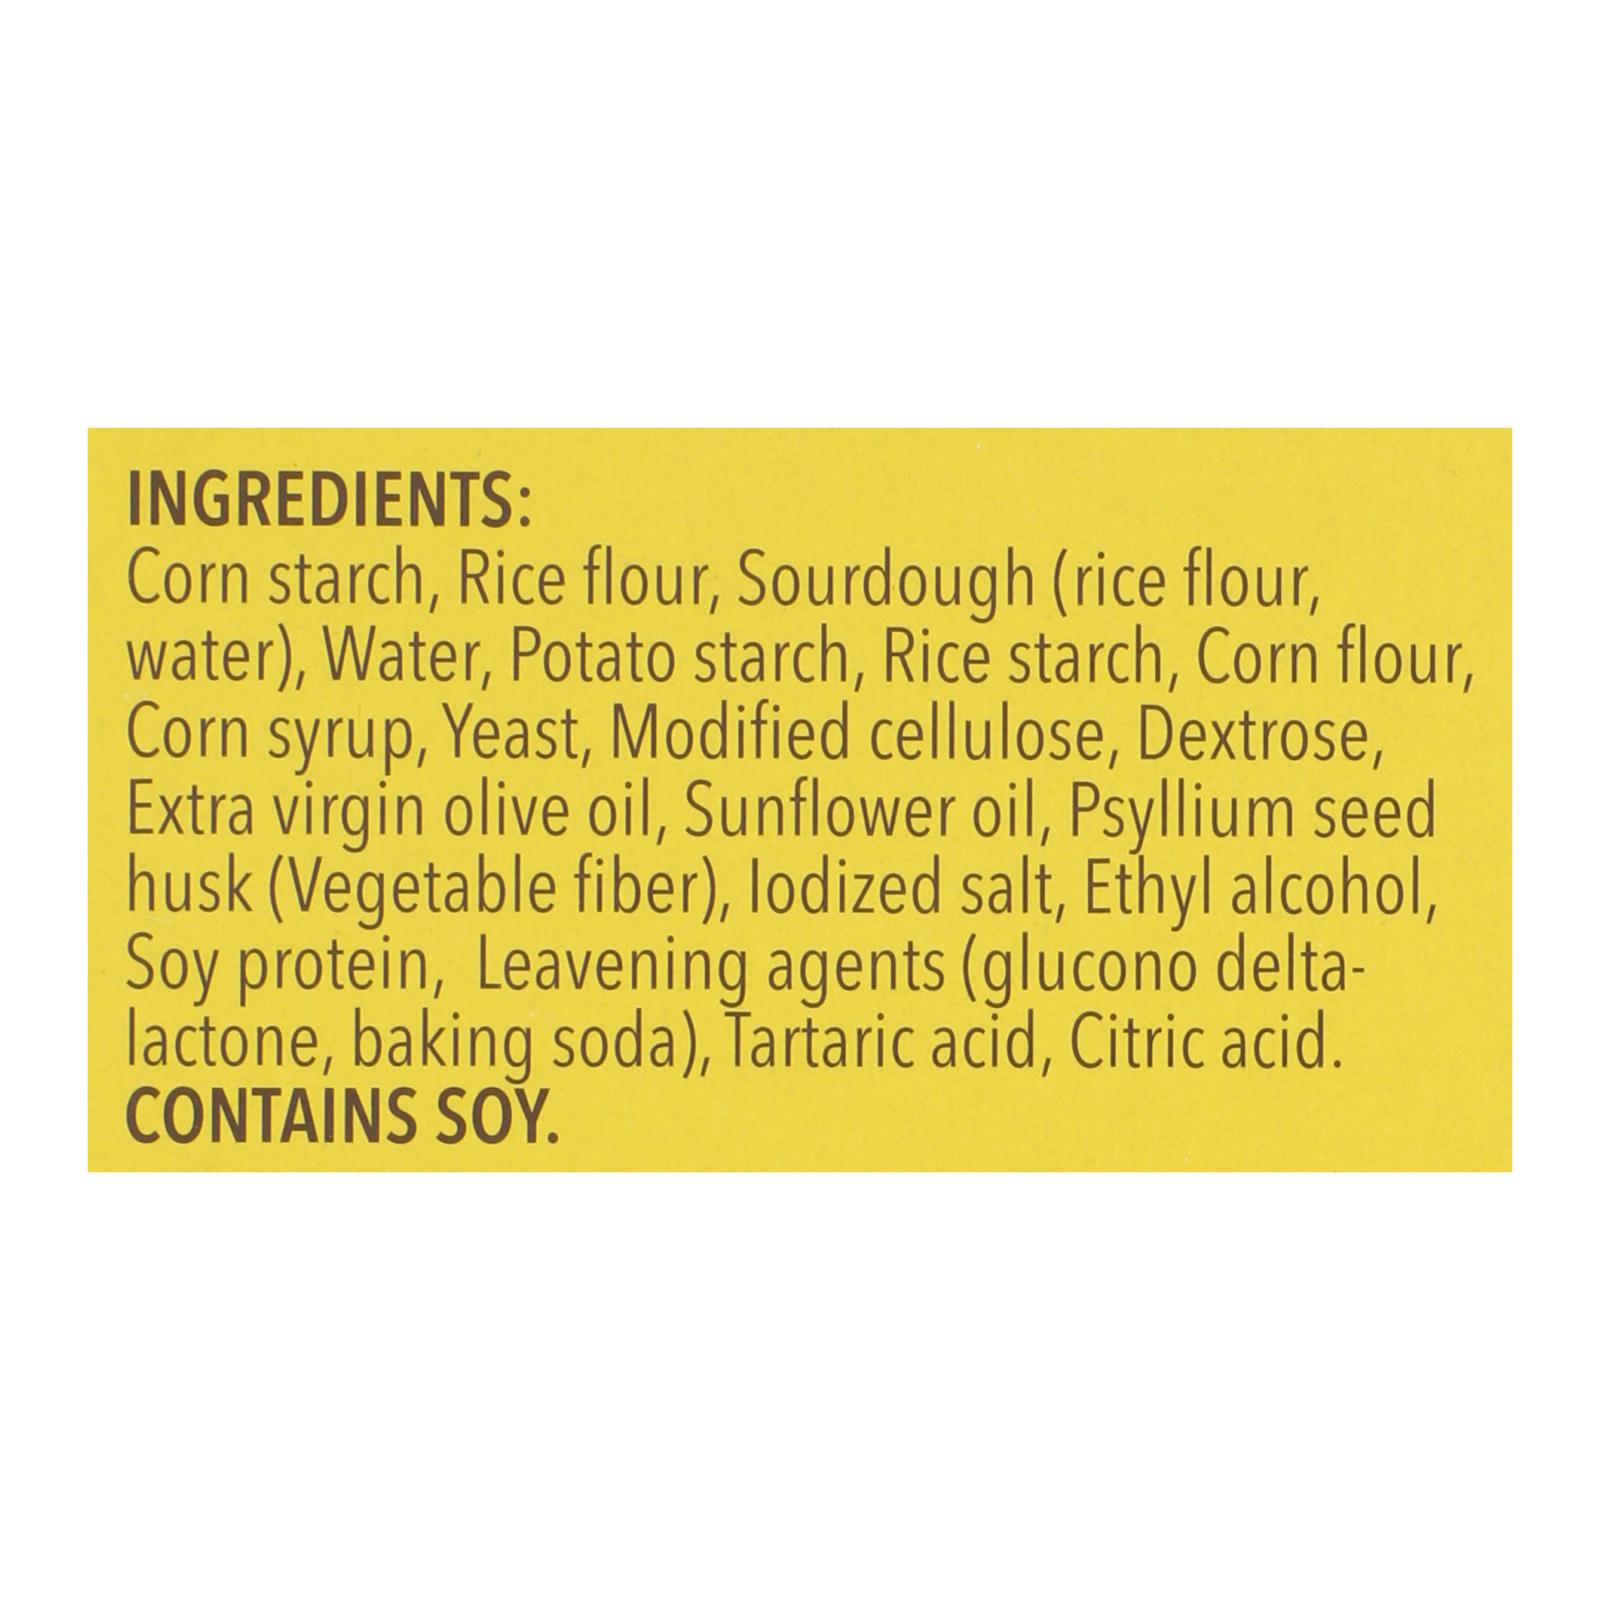 INGREDIENTS:
Corn starch, Rice flour, Sourdough (rice flour,
water), Water, Potato starch, Rice starch, Corn flour,
Corn syrup, Yeast, Modified cellulose, Dextrose,
Extra virgin olive oil, Sunflower oil, Psyllium seed
husk (Vegetable fiber), Iodized salt, Ethyl alcohol,
Soy protein,  Leavening agents (glucono delta-
lactone, baking soda), Tartaric acid, Citric acid.
CONTAINS SOY.